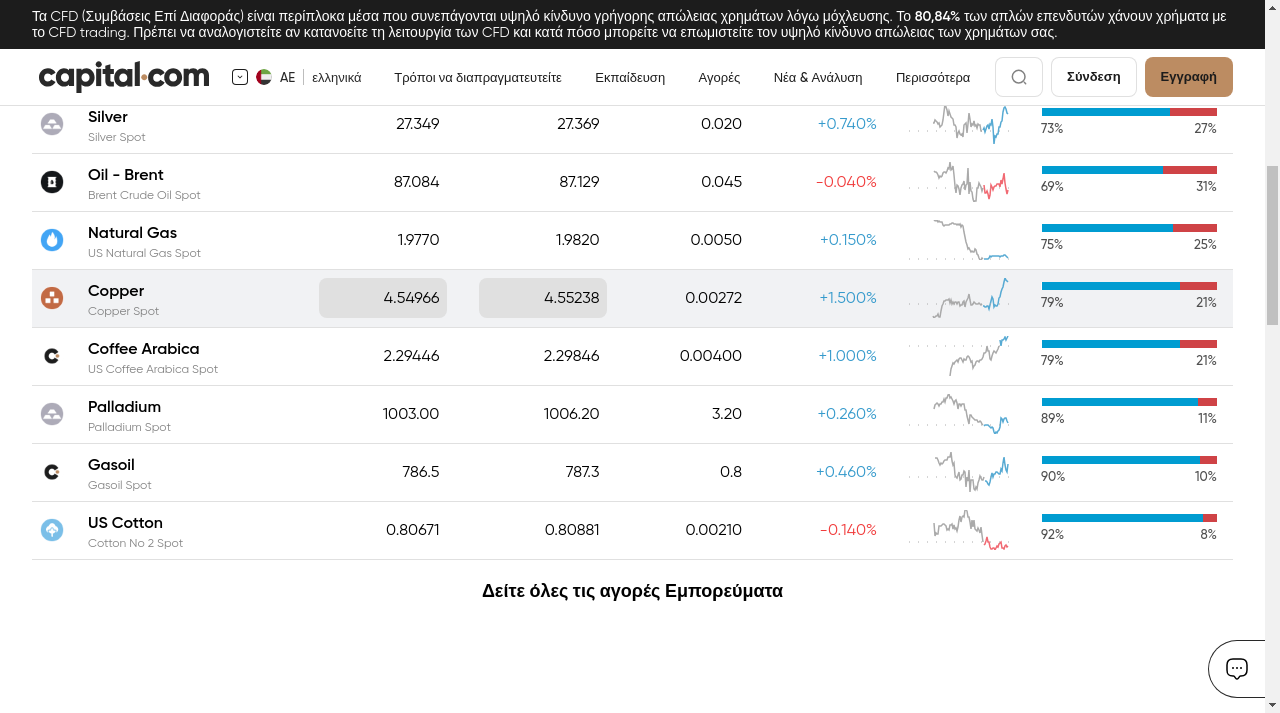 Τα CFD (Συμβάσεις Επί Διαφοράς) είναι περίπλοκα μέσα που συνεπάγονται υψηλό κίνδυνο γρήγορης απώλειας χρημάτων λόγω μόχλευσης. Το 80,84% των απλών επενδυτών χάνουν χρήματα με
το CFD trading. Πρέπει να αναλογιστείτε αν κατανοείτε τη λειτουργία των CFD και κατά πόσο μπορείτε να επωμιστείτε τον υψηλό κίνδυνο απώλειας των χρημάτων σας.
capital.com AE ελληνικά Τρόποι να διαπραγματευτείτε Εκπαίδευση Αγορές Νέα & Ανάλυση Περισσότερα Σύνδεση Εγγραφή
Silver 27.349 27.369 0.020 +0.740% 73% 27%
Silver Spot
Oil - Brent 87.084 87.129 0.045 -0.040% 69% 31%
Brent Crude Oil Spot
Natural Gas 1.9770 1.9820 0.0050 +0.150% 75% 25%
US Natural Gas Spot
Copper 4.54966 4.55238 0.00272 +1.500% 79% 21%
Copper Spot
Coffee Arabica 2.29446 2.29846 0.00400 +1.000% 79% 21%
US Coffee Arabica Spot
Palladium 1003.00 1006.20 3.20 +0.260% 89% 11%
Palladium Spot
Gasoil 786.5 787.3 0.8 +0.460% 90% 10%
Gasoil Spot
US Cotton 0.80671 0.80881 0.00210 -0.140% 92% 8%
Cotton No 2 Spot
Δείτε όλες τις αγορές Εμπορεύματα